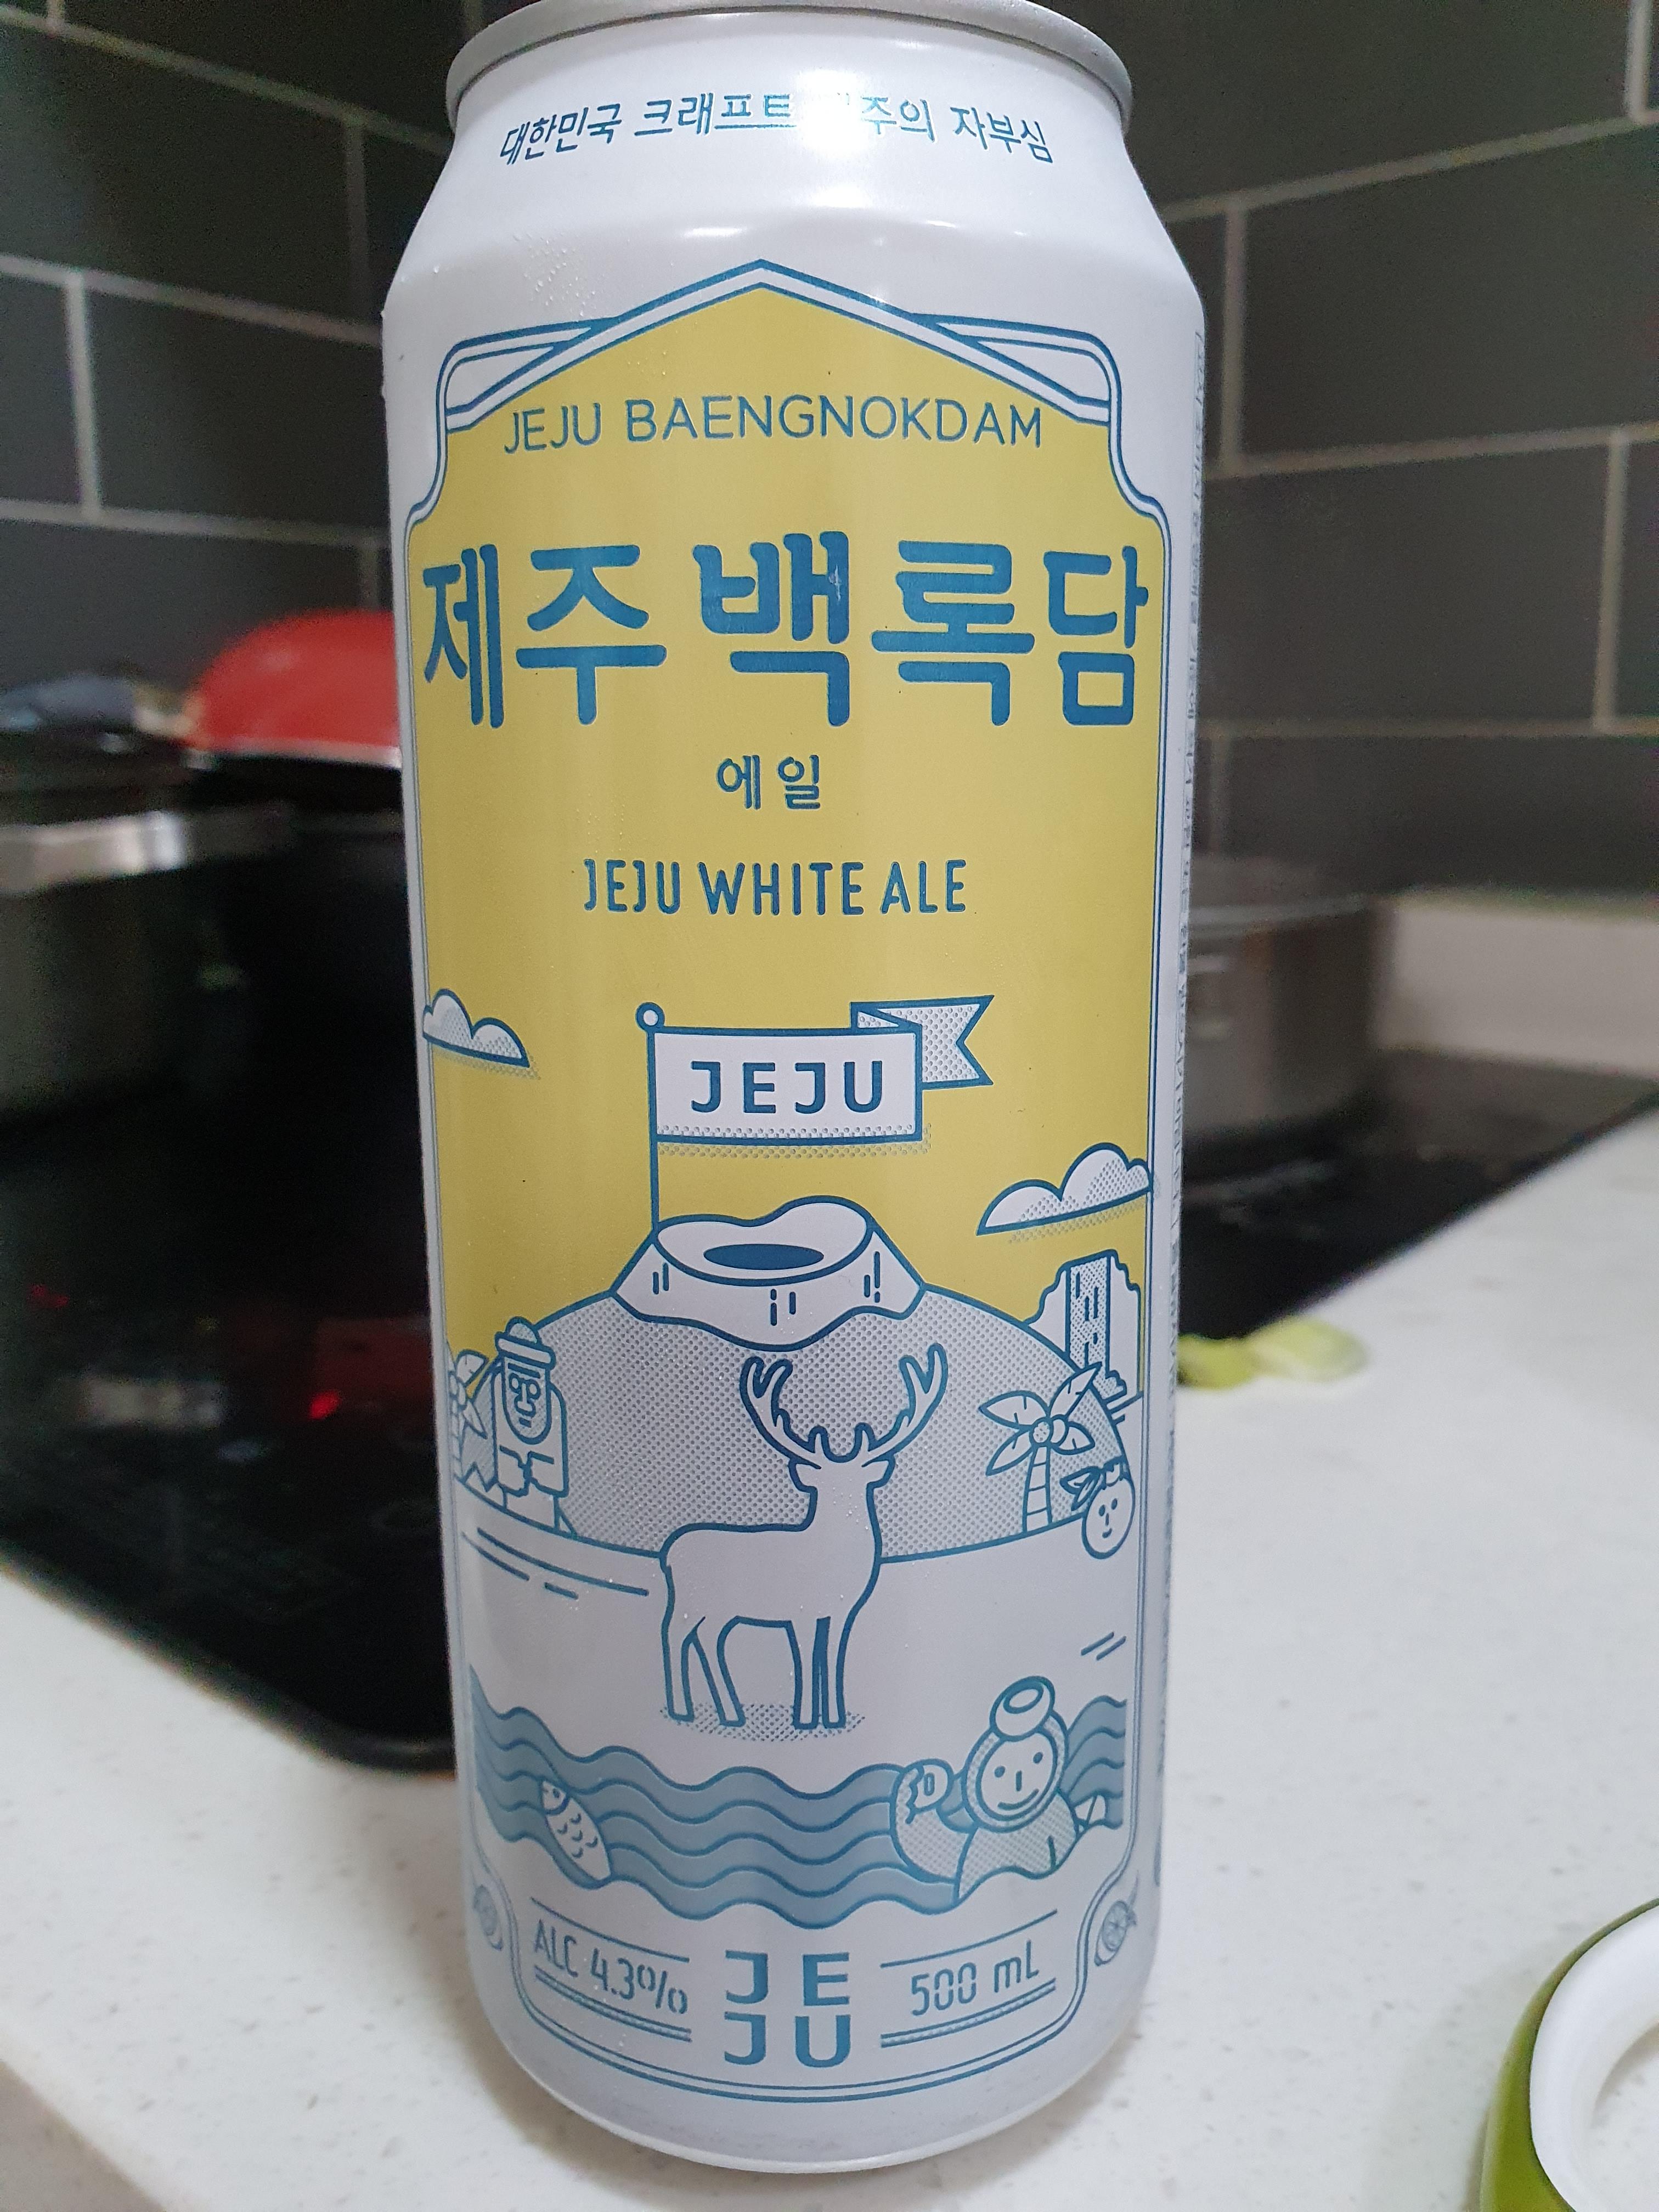 대한민국 크래프트 주의 자부심
JEJU BAENGNOKDAM
제주 백록담
에일
JEJU WHITE ALE
JEJU
ALC 4.3%
JE
JU
500 mL